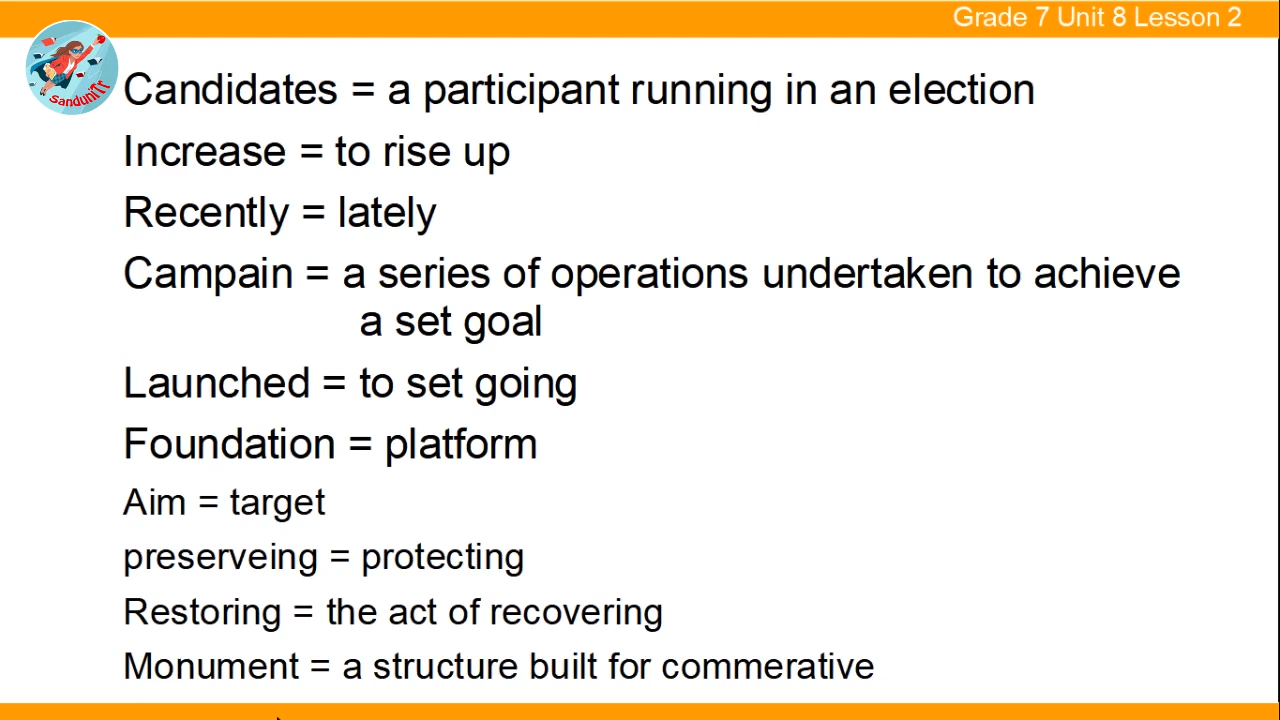 Grade 7 Unit 8 Lesson 2
SanduniTr
Candidates = a participant running in an election
Increase = to rise up
Recently = lately
Campain = a series of operations undertaken to achieve
a set goal
Launched = to set going
Foundation = platform
Aim = target
preserveing = protecting
Restoring = the act of recovering
Monument = a structure built for commerative